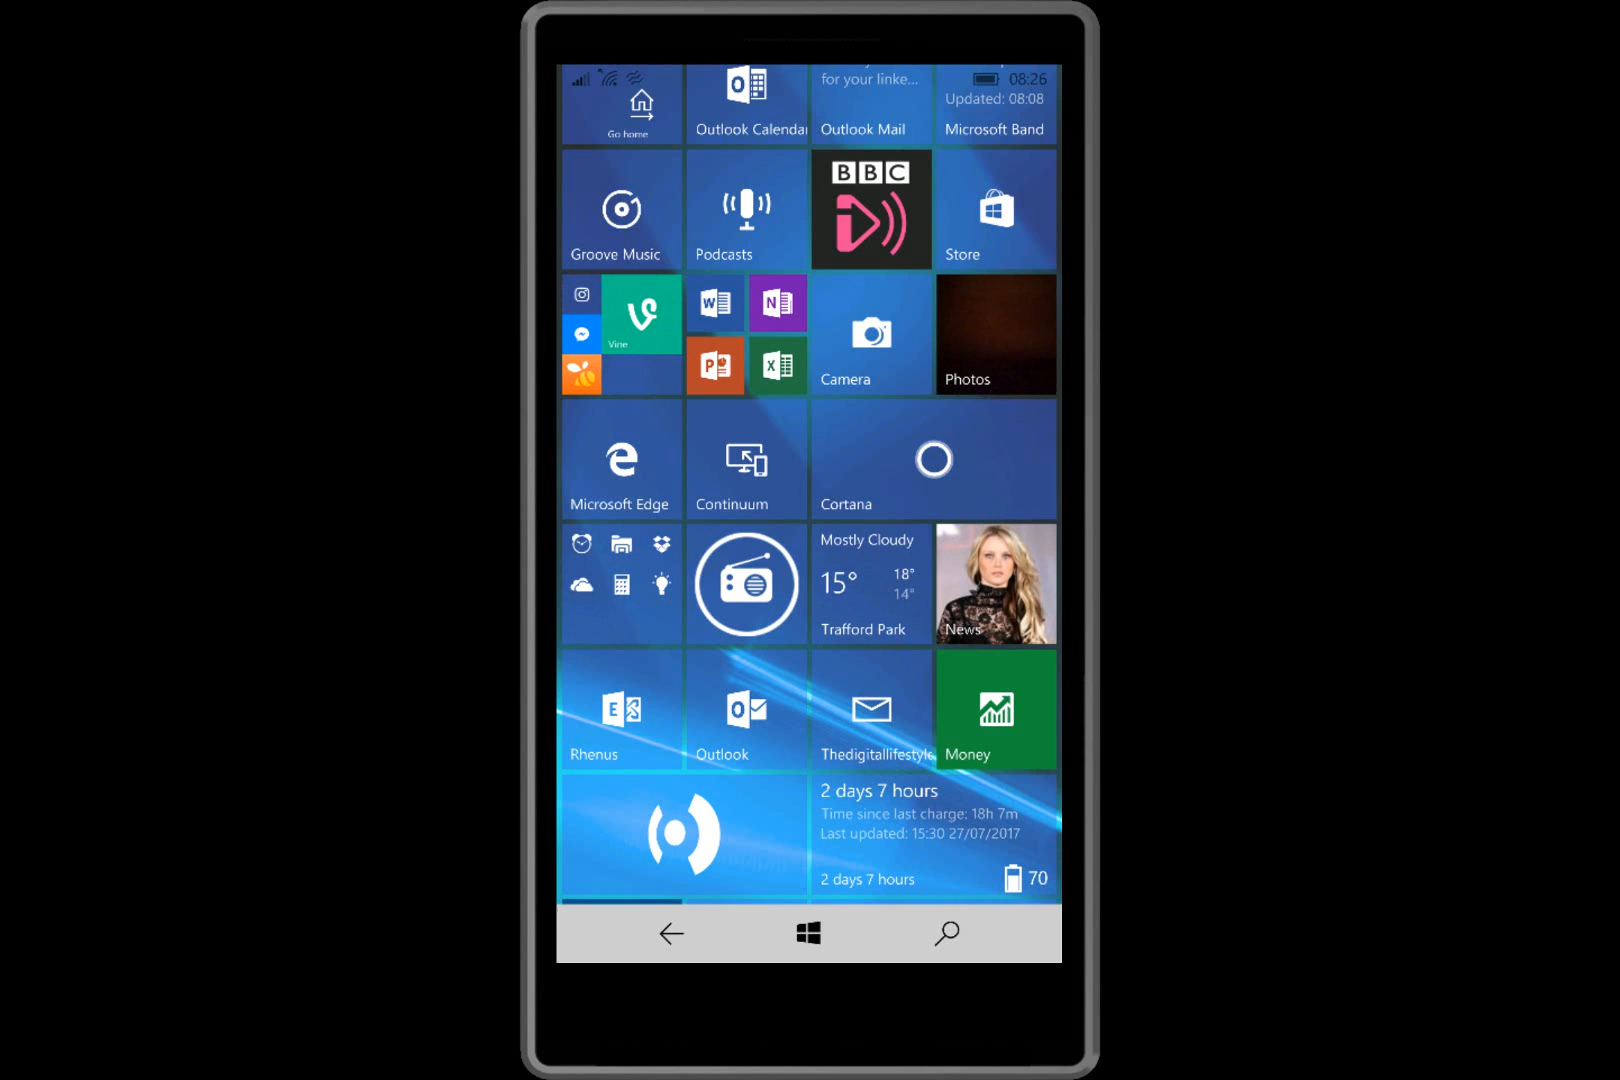 for your linke...
08:26
Updated: 08:08
Go home
Outlook Calendar
Outlook Mail
Microsoft Band
BBC
Groove Music
Podcasts
Store
W
N
Vine
P
X
Camera
Photos
Microsoft Edge
Continuum
Cortana
Mostly Cloudy
15°
18°
14°
Trafford Park
News
E
O
Rhenus
Outlook
Thedigitallifestyle
Money
2 days 7 hours
Time since last charge: 18h 7m
Last updated: 15:30 27/07/2017
2 days 7 hours
70